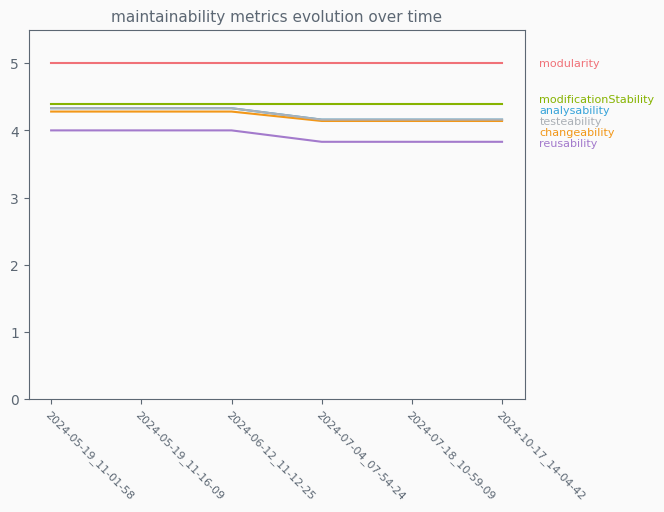 maintainability metrics evolution over time
5
4
3
2
1
0
modularity
modificationStability
analysability
testeability
changeability
reusability
2024-05-19_11-01-58
2024-05-19_11-16-09
2024-06-12_11-12-25
2024-07-04_07-54-24
2024-07-18_10-59-09
2024-10-17_14-04-42